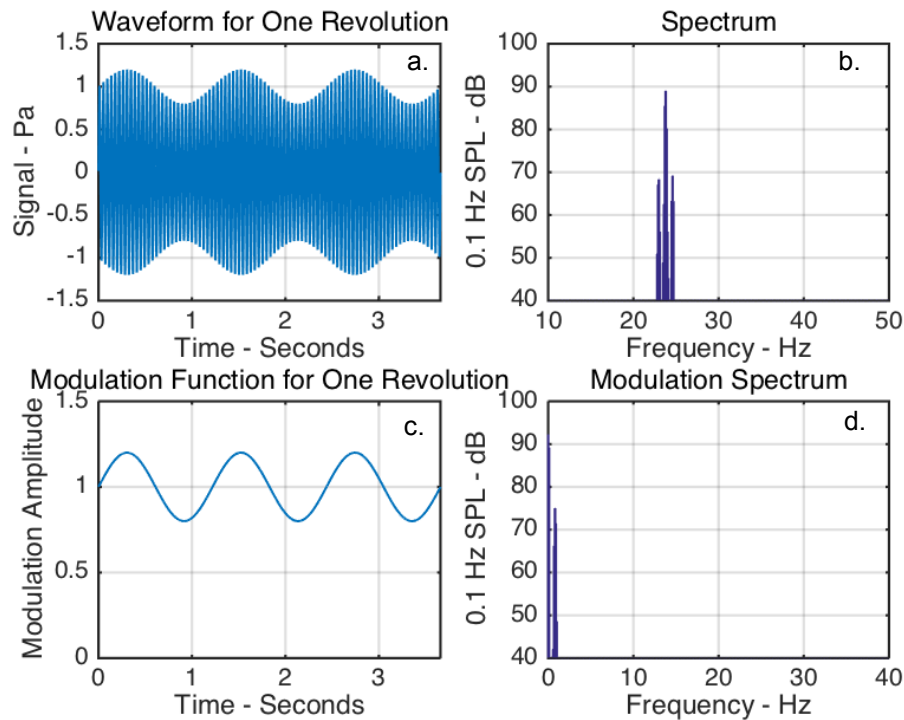 Waveform for One Revolution
a.
1.5
1
0.5
0
-0.5
-1
-1.5
Signal - Pa
0 1 2 3
Time - Seconds
Spectrum
b.
100
90
80
70
60
50
40
0.1 Hz SPL - dB
10 20 30 40 50
Frequency - Hz
Modulation Function for One Revolution
c.
1.5
1
0.5
0
Modulation Amplitude
0 1 2 3
Time - Seconds
Modulation Spectrum
d.
100
90
80
70
60
50
40
0.1 Hz SPL - dB
0 10 20 30 40
Frequency - Hz